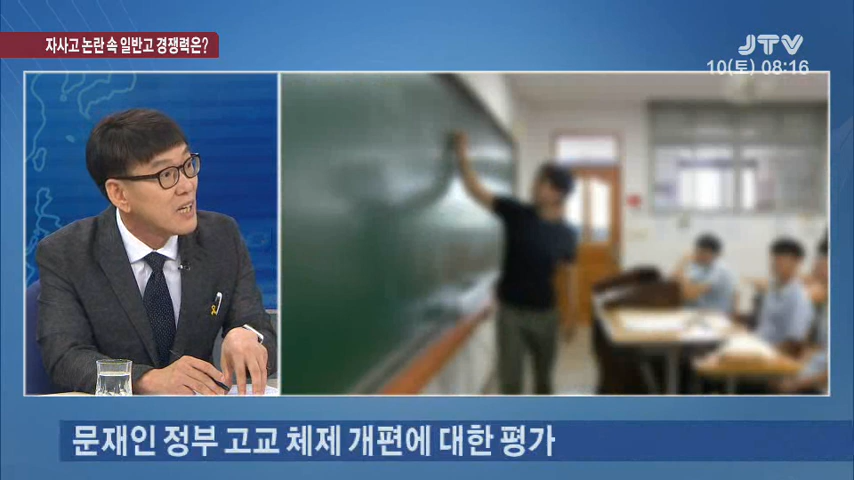 자사고 논란 속 일반고 경쟁력은?
JTV
10(토) 08:16
문재인 정부 고교 체제 개편에 대한 평가